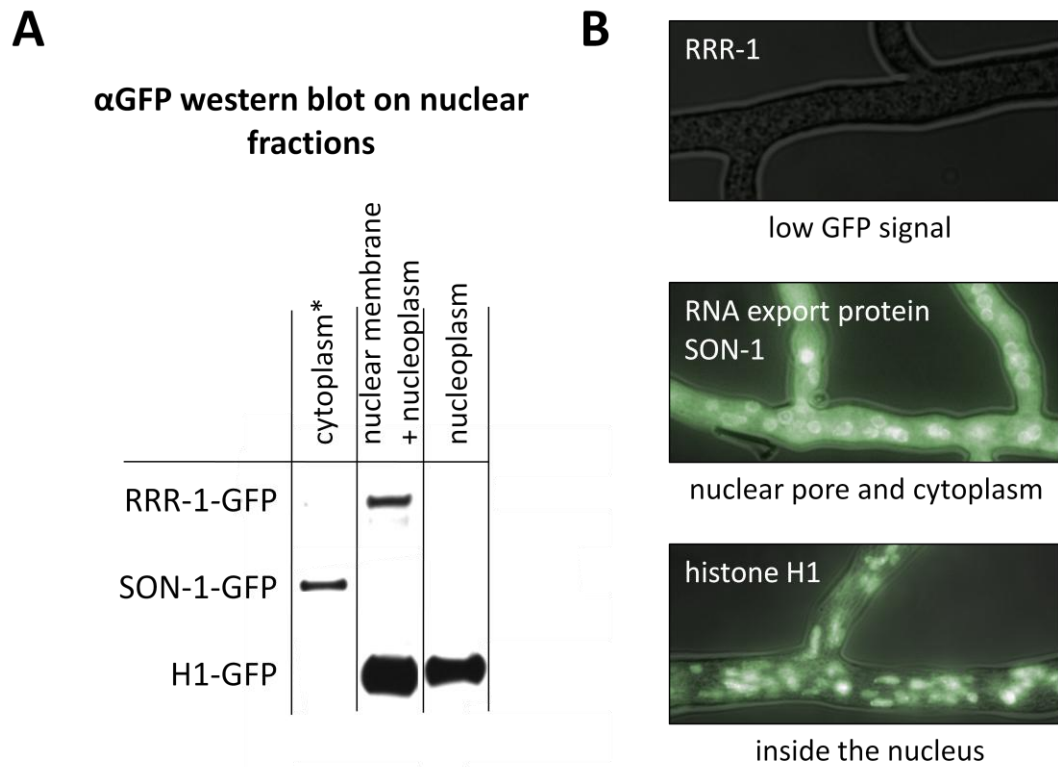 A
αGFP western blot on nuclear
fractions
cytoplasm*
nuclear membrane
+ nucleoplasm
nucleoplasm
RRR-1-GFP
SON-1-GFP
H1-GFP
B
RRR-1
low GFP signal
RNA export protein
SON-1
nuclear pore and cytoplasm
histone H1
inside the nucleus